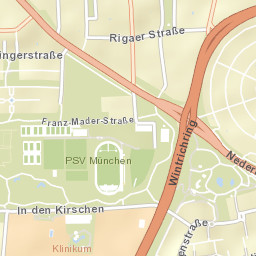 Rigaer Straße
ingerstraße
Franz-Mader-Straße
PSV München
Wintrichring
Neder
In den Kirschen
enstraße
Klinikum